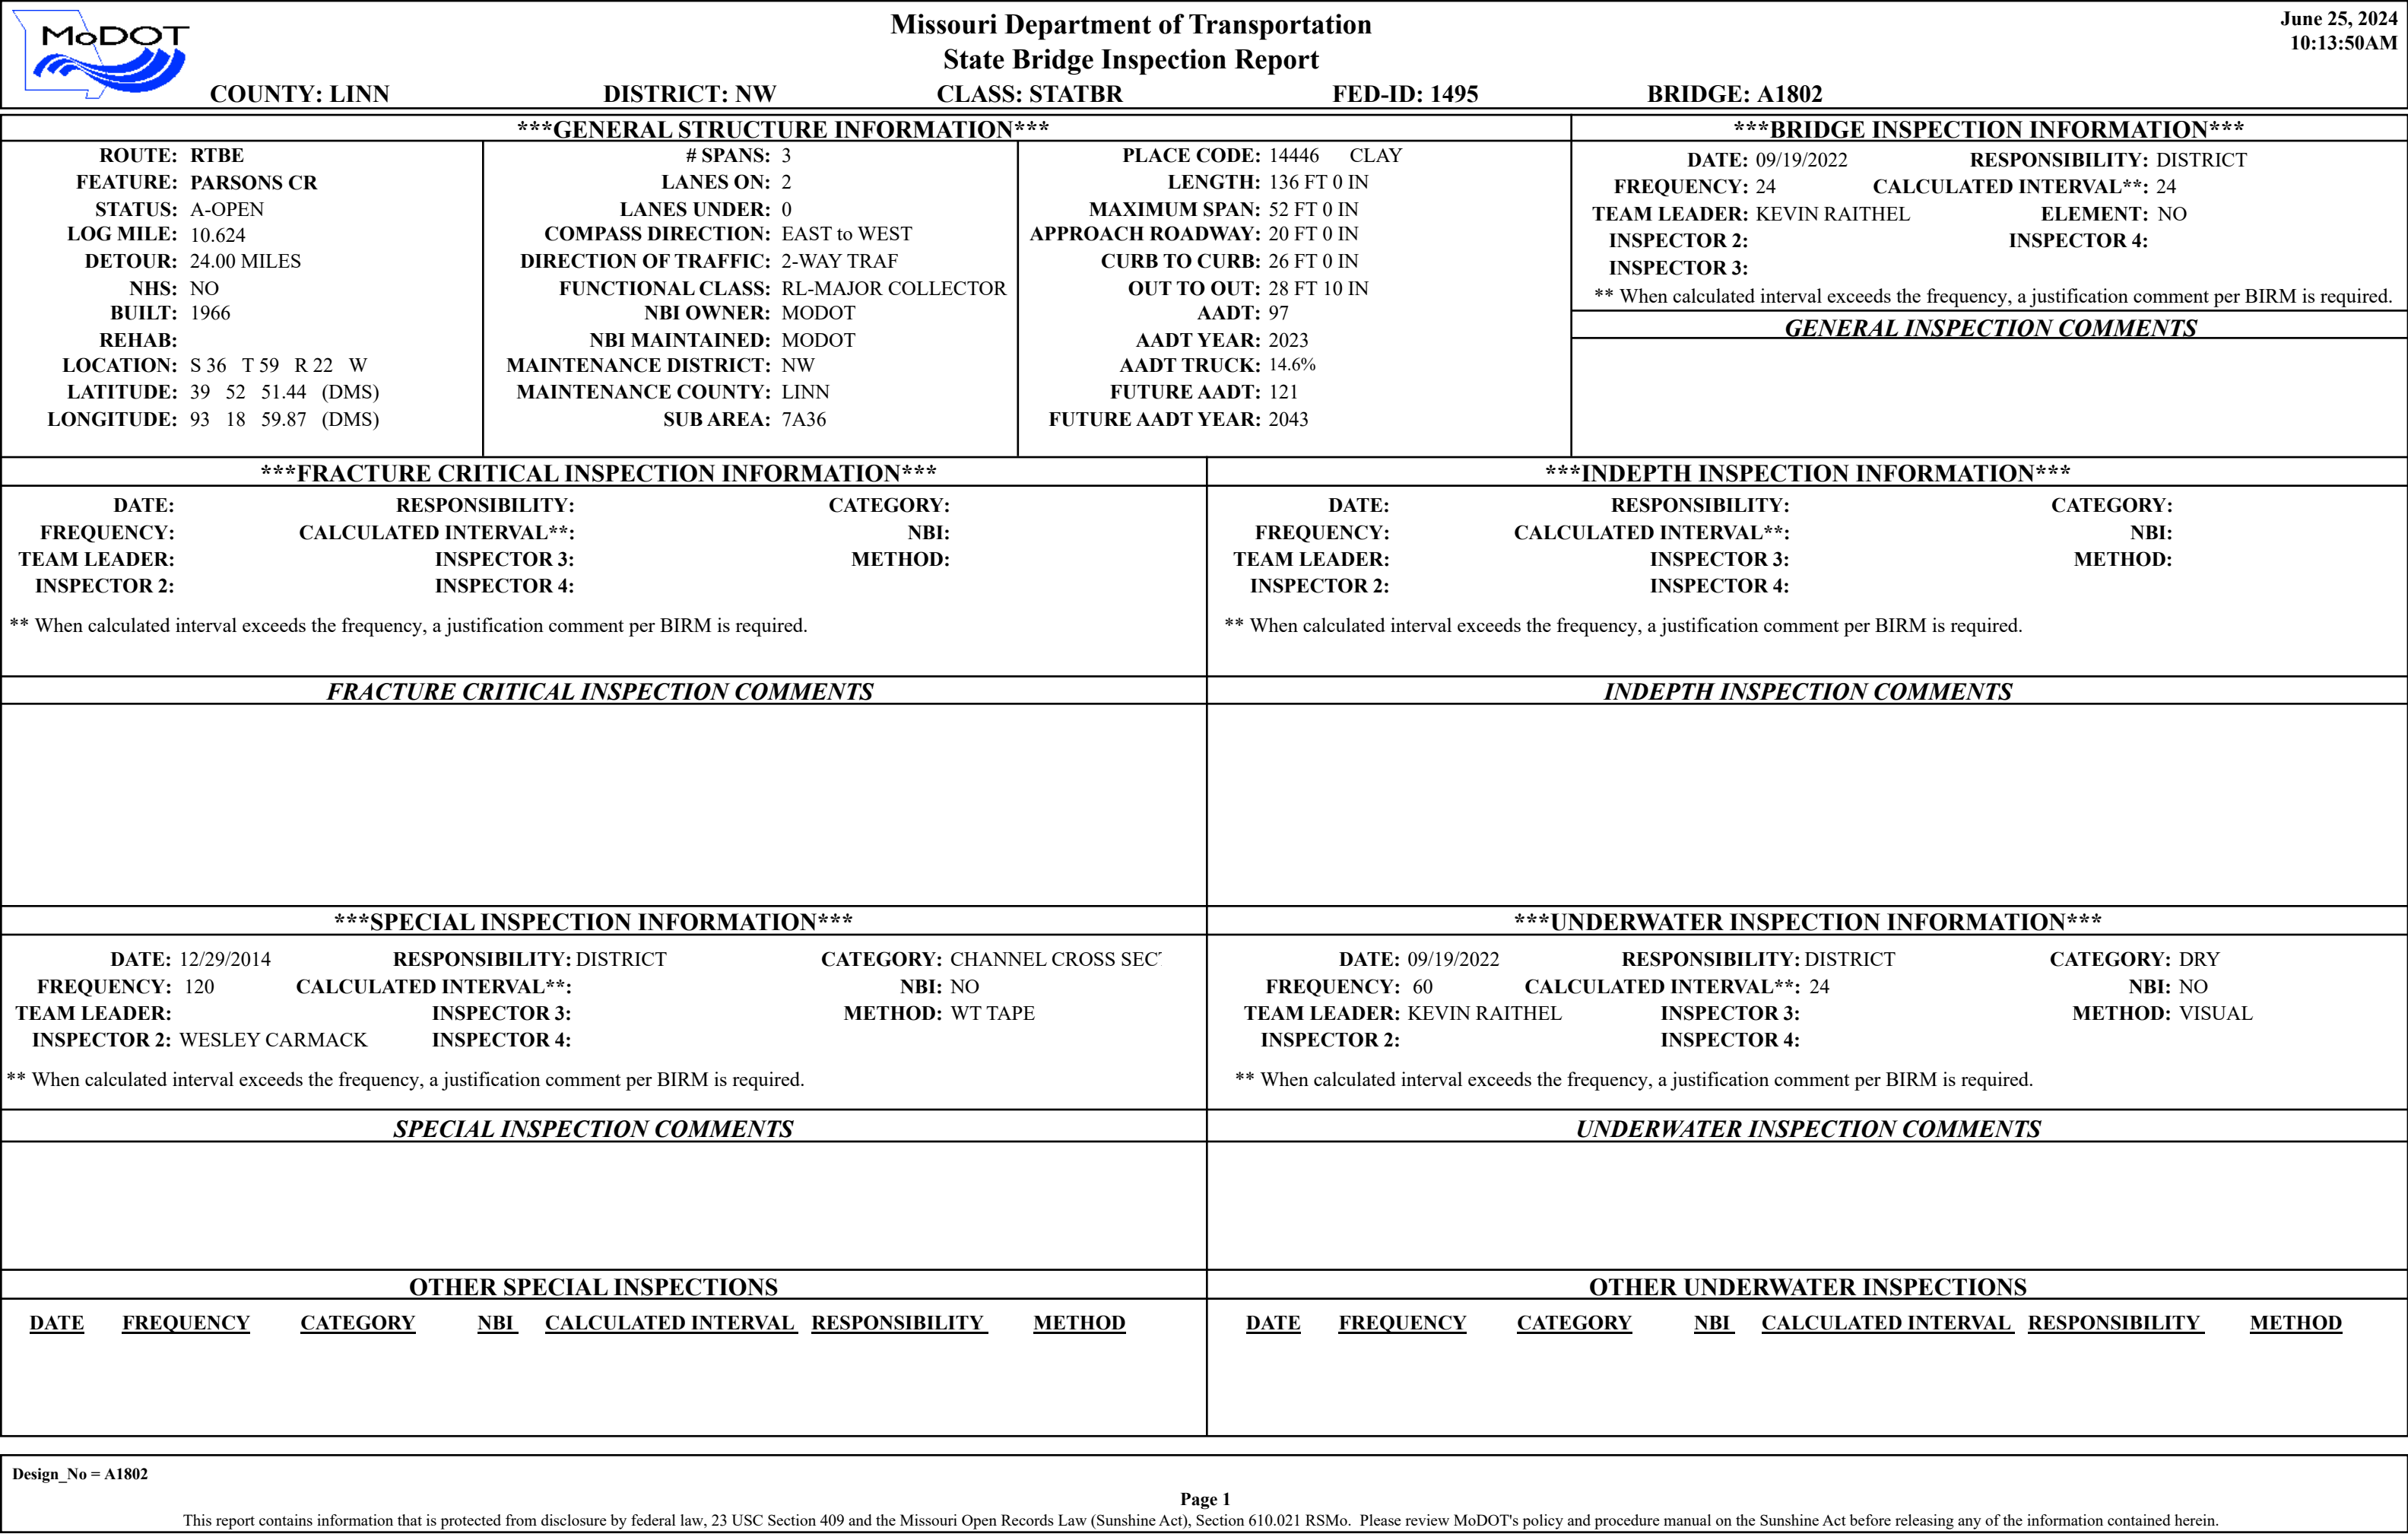 MoDOT
Missouri Department of Transportation
State Bridge Inspection Report
June 25, 2024
10:13:50AM
COUNTY: LINN DISTRICT: NW CLASS: STATBR FED-ID: 1495 BRIDGE: A1802
***GENERAL STRUCTURE INFORMATION***
ROUTE: RTBE
FEATURE: PARSONS CR
STATUS: A-OPEN
LOG MILE: 10.624
DETOUR: 24.00 MILES
NHS: NO
BUILT: 1966
REHAB:
LOCATION: S 36 T 59 R 22 W
LATITUDE: 39 52 51.44 (DMS)
LONGITUDE: 93 18 59.87 (DMS)
# SPANS: 3
LANES ON: 2
LANES UNDER: 0
COMPASS DIRECTION: EAST to WEST
DIRECTION OF TRAFFIC: 2-WAY TRAF
FUNCTIONAL CLASS: RL-MAJOR COLLECTOR
NBI OWNER: MODOT
NBI MAINTAINED: MODOT
MAINTENANCE DISTRICT: NW
MAINTENANCE COUNTY: LINN
SUB AREA: 7A36
PLACE CODE: 14446 CLAY
LENGTH: 136 FT 0 IN
MAXIMUM SPAN: 52 FT 0 IN
APPROACH ROADWAY: 20 FT 0 IN
CURB TO CURB: 26 FT 0 IN
OUT TO OUT: 28 FT 10 IN
AADT: 97
AADT YEAR: 2023
AADT TRUCK: 14.6%
FUTURE AADT: 121
FUTURE AADT YEAR: 2043
***BRIDGE INSPECTION INFORMATION***
DATE: 09/19/2022 RESPONSIBILITY: DISTRICT
FREQUENCY: 24 CALCULATED INTERVAL**: 24
TEAM LEADER: KEVIN RAITHEL ELEMENT: NO
INSPECTOR 2: INSPECTOR 4:
INSPECTOR 3:
** When calculated interval exceeds the frequency, a justification comment per BIRM is required.
GENERAL INSPECTION COMMENTS
***FRACTURE CRITICAL INSPECTION INFORMATION***
DATE: RESPONSIBILITY: CATEGORY:
FREQUENCY: CALCULATED INTERVAL**: NBI:
TEAM LEADER: INSPECTOR 3: METHOD:
INSPECTOR 2: INSPECTOR 4:
** When calculated interval exceeds the frequency, a justification comment per BIRM is required.
FRACTURE CRITICAL INSPECTION COMMENTS
***INDEPTH INSPECTION INFORMATION***
DATE: RESPONSIBILITY: CATEGORY:
FREQUENCY: CALCULATED INTERVAL**: NBI:
TEAM LEADER: INSPECTOR 3: METHOD:
INSPECTOR 2: INSPECTOR 4:
** When calculated interval exceeds the frequency, a justification comment per BIRM is required.
INDEPTH INSPECTION COMMENTS
***SPECIAL INSPECTION INFORMATION***
DATE: 12/29/2014 RESPONSIBILITY: DISTRICT CATEGORY: CHANNEL CROSS SEC
FREQUENCY: 120 CALCULATED INTERVAL**: NBI: NO
TEAM LEADER: INSPECTOR 3: METHOD: WT TAPE
INSPECTOR 2: WESLEY CARMACK INSPECTOR 4:
** When calculated interval exceeds the frequency, a justification comment per BIRM is required.
SPECIAL INSPECTION COMMENTS
***UNDERWATER INSPECTION INFORMATION***
DATE: 09/19/2022 RESPONSIBILITY: DISTRICT CATEGORY: DRY
FREQUENCY: 60 CALCULATED INTERVAL**: 24 NBI: NO
TEAM LEADER: KEVIN RAITHEL INSPECTOR 3: METHOD: VISUAL
INSPECTOR 2: INSPECTOR 4:
** When calculated interval exceeds the frequency, a justification comment per BIRM is required.
UNDERWATER INSPECTION COMMENTS
OTHER SPECIAL INSPECTIONS
DATE FREQUENCY CATEGORY NBI CALCULATED INTERVAL RESPONSIBILITY METHOD
OTHER UNDERWATER INSPECTIONS
DATE FREQUENCY CATEGORY NBI CALCULATED INTERVAL RESPONSIBILITY METHOD
Design_No = A1802
Page 1
This report contains information that is protected from disclosure by federal law, 23 USC Section 409 and the Missouri Open Records Law (Sunshine Act), Section 610.021 RSMo. Please review MoDOT's policy and procedure manual on the Sunshine Act before releasing any of the information contained herein.